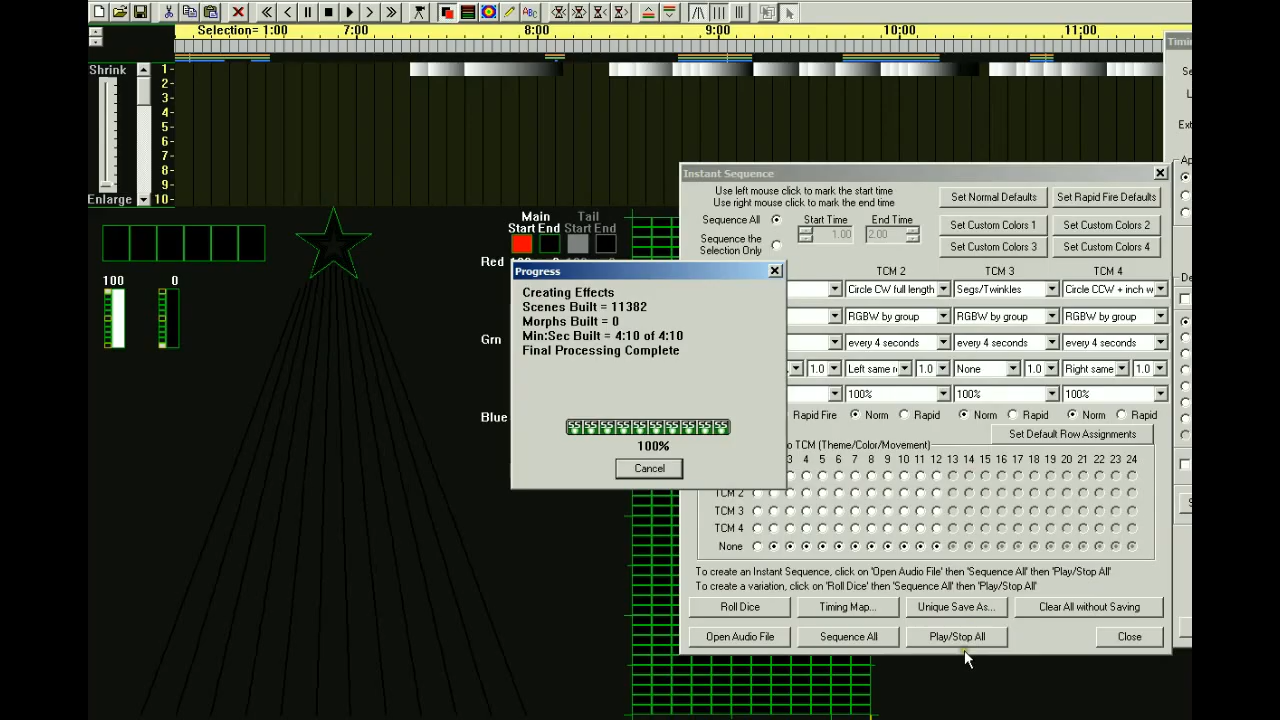 Selection= 1:00
7:00
8:00
9:00
10:00
11:00
Timin
Shrink
Enlarge
1
2
3
4
5
6
7
8
9
10
100
0
Main
Start End
Tail
Start End
Red
Grn
Blue
Instant Sequence
Use left mouse click to mark the start time
Use right mouse click to mark the end time
Sequence All
Sequence the
Selection Only
Start Time
1.00
End Time
2.00
Set Normal Defaults
Set Rapid Fire Defaults
Set Custom Colors 1
Set Custom Colors 2
Set Custom Colors 3
Set Custom Colors 4
TCM 2
TCM 3
TCM 4
Circle CW full length
Segs/Twinkles
Circle CCW + inch w
RGBW by group
RGBW by group
RGBW by group
every 4 seconds
every 4 seconds
every 4 seconds
1.0
Left same r
1.0
None
1.0
Right same
1.0
100%
100%
100%
Rapid Fire
Norm
Rapid
Norm
Rapid
Norm
Rapid
Set Default Row Assignments
TCM (Theme/Color/Movement)
3 4 5 6 7 8 9 10 11 12 13 14 15 16 17 18 19 20 21 22 23 24
TCM 2
TCM 3
TCM 4
None
To create an Instant Sequence, click on 'Open Audio File' then 'Sequence All' then 'Play/Stop All'
To create a variation, click on 'Roll Dice' then 'Sequence All' then 'Play/Stop All'
Roll Dice
Timing Map...
Unique Save As...
Clear All without Saving
Open Audio File
Sequence All
Play/Stop All
Close
Progress
Creating Effects
Scenes Built = 11382
Morphs Built = 0
Min:Sec Built = 4:10 of 4:10
Final Processing Complete
100%
Cancel